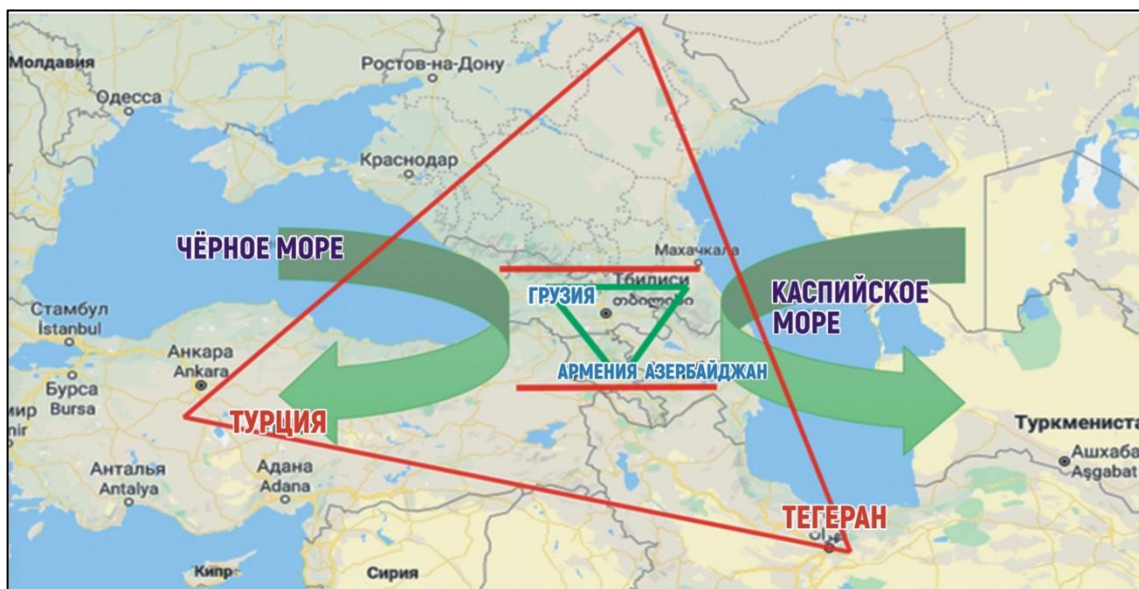 Молдавия
Ростов-на-Дону
Одесса
Краснодар
ЧЁРНОЕ МОРЕ
Махачкала
Тбилиси
ГРУЗИЯ
КАСПИЙСКОЕ
МОРЕ
Стамбул
İstanbul
Анкара
Ankara
АРМЕНИЯ АЗЕРБАЙДЖАН
Бурса
Bursa
мир
ТУРЦИЯ
Туркмениста
Ашхаба
Aşgabat
Анталья
Antalya
Адана
Adana
ТЕГЕРАН
Кипр
Сирия